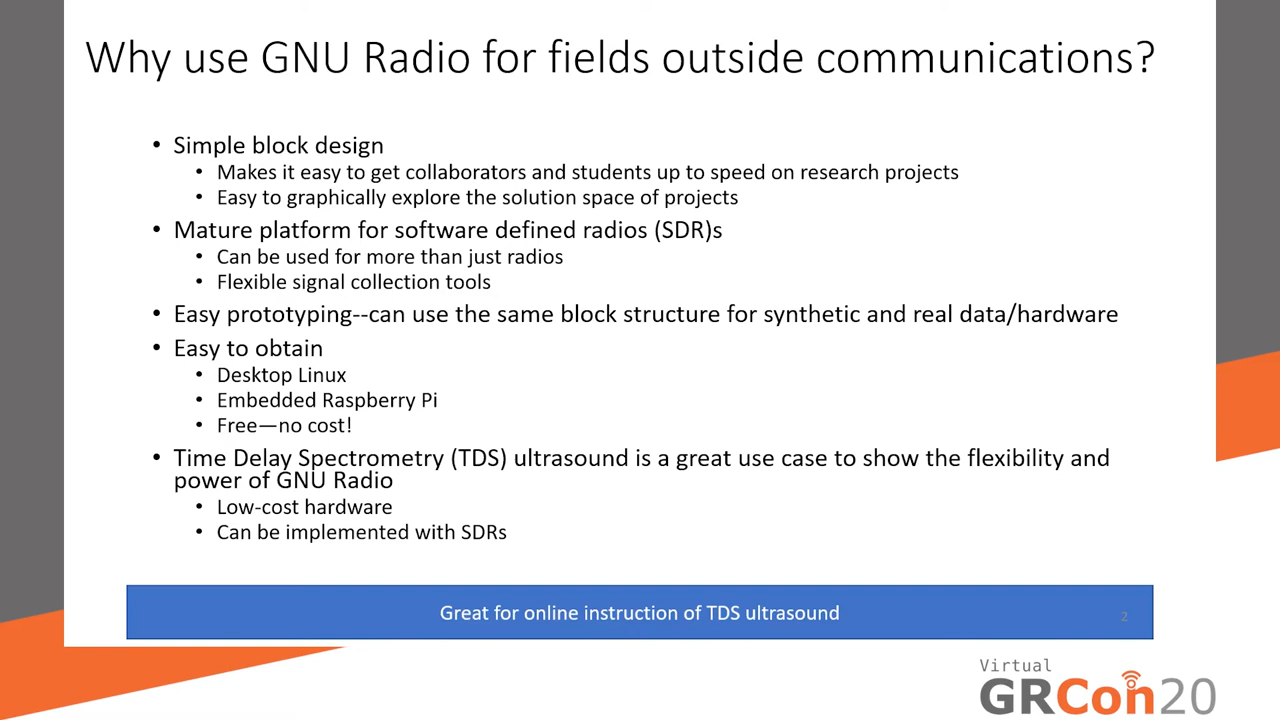 Why use GNU Radio for fields outside communications?
• Simple block design
• Makes it easy to get collaborators and students up to speed on research projects
• Easy to graphically explore the solution space of projects
• Mature platform for software defined radios (SDR)s
• Can be used for more than just radios
• Flexible signal collection tools
• Easy prototyping--can use the same block structure for synthetic and real data/hardware
• Easy to obtain
• Desktop Linux
• Embedded Raspberry Pi
• Free—no cost!
• Time Delay Spectrometry (TDS) ultrasound is a great use case to show the flexibility and
power of GNU Radio
• Low-cost hardware
• Can be implemented with SDRs
Great for online instruction of TDS ultrasound
2
Virtual
GRCon20